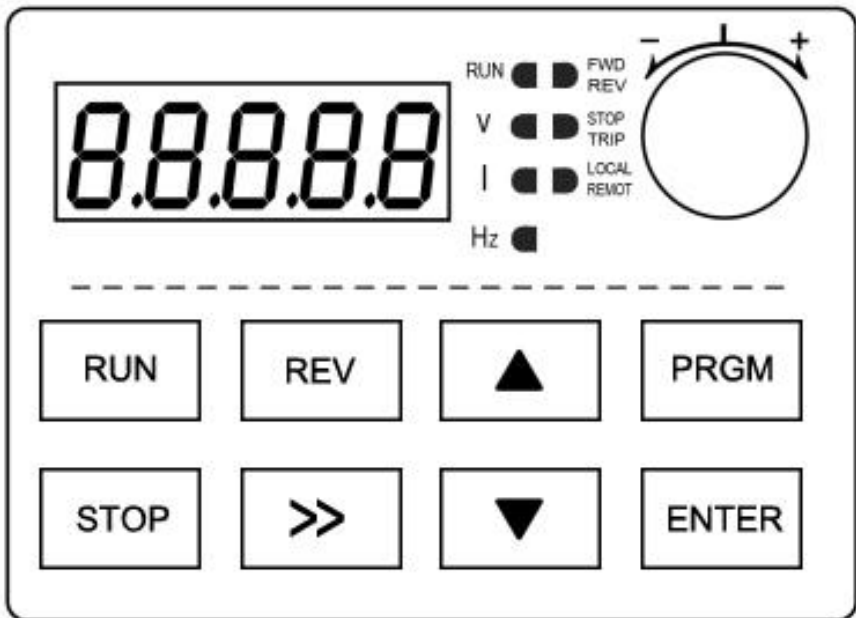 − +
8.8.8.8.8
RUN FWD
REV
V STOP
TRIP
I LOCAL
REMOT
Hz
RUN REV ▲ PRGM
STOP >> ▼ ENTER